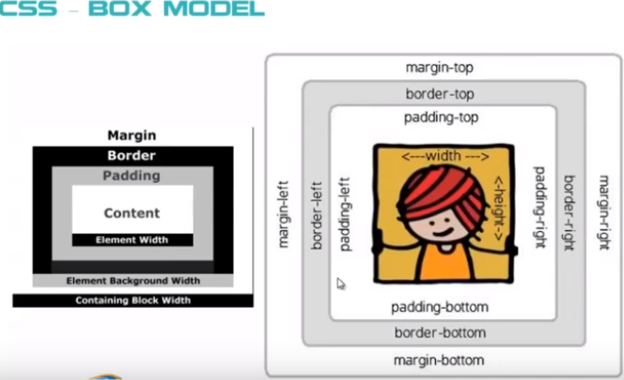 CSS - BOX MODEL
Margin
Border
Padding
Content
Element Width
Element Background Width
Containing Block Width
margin-top
border-top
padding-top
<---width --->
<-height->
margin-left
border-left
padding-left
padding-right
border-right
margin-right
padding-bottom
border-bottom
margin-bottom